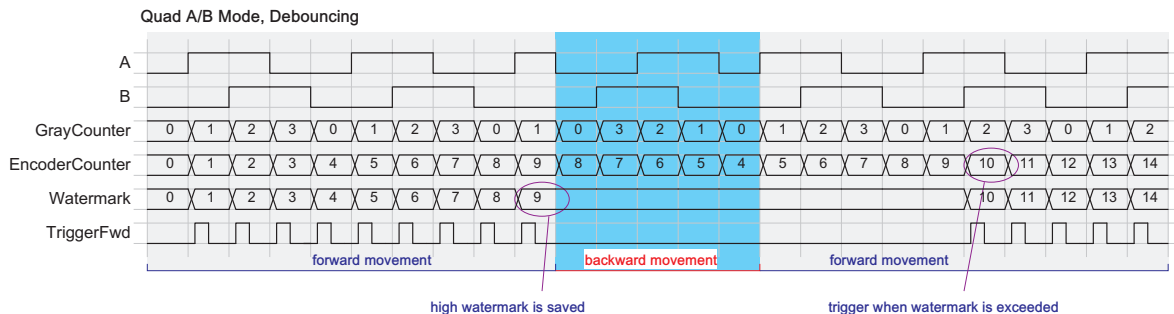 Quad A/B Mode, Debouncing
A
B
GrayCounter 0 1 2 3 0 1 2 3 0 1 0 3 2 1 0 1 2 3 0 1 2 3 0 1 2
EncoderCounter 0 1 2 3 4 5 6 7 8 9 8 7 6 5 4 5 6 7 8 9 10 11 12 13 14
Watermark 0 1 2 3 4 5 6 7 8 9 10 11 12 13 14
TriggerFwd
forward movement backward movement forward movement
high watermark is saved trigger when watermark is exceeded